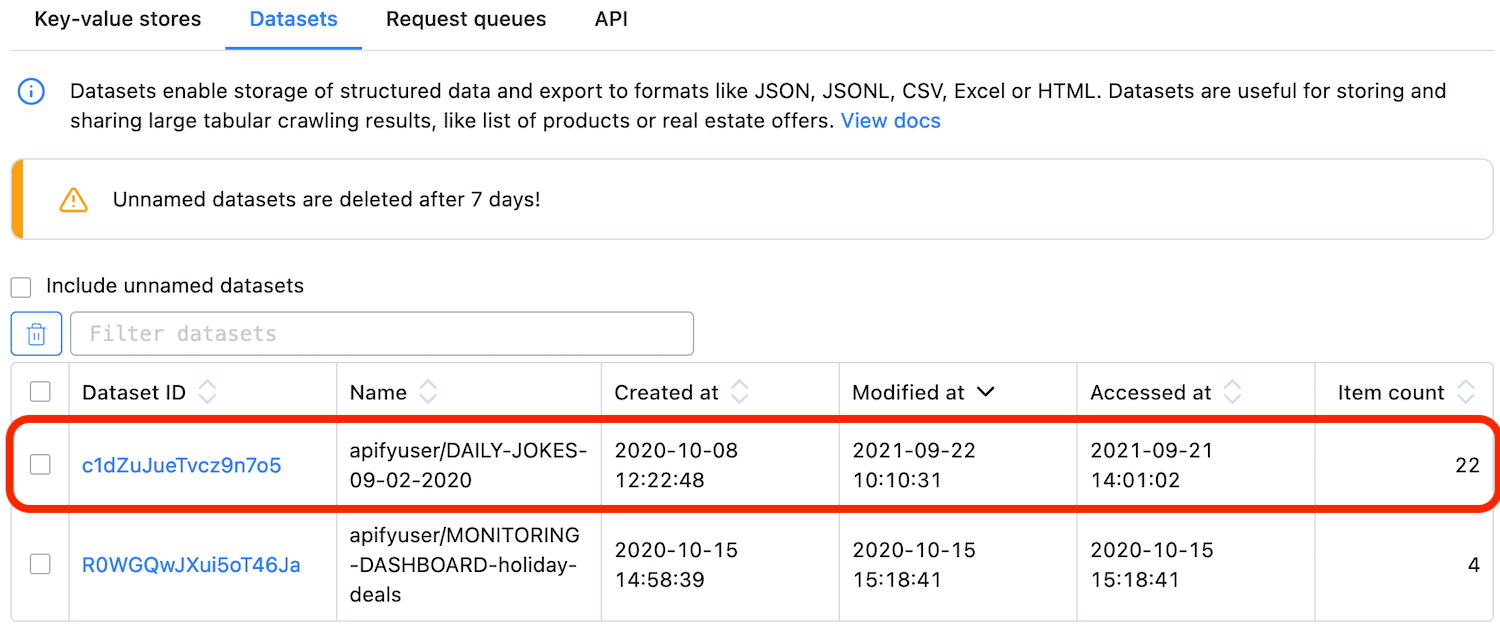 Key-value stores Datasets Request queues API
Datasets enable storage of structured data and export to formats like JSON, JSONL, CSV, Excel or HTML. Datasets are useful for storing and
sharing large tabular crawling results, like list of products or real estate offers. View docs
Unnamed datasets are deleted after 7 days!
Include unnamed datasets
Filter datasets
Dataset ID Name Created at Modified at Accessed at Item count
c1dZuJueTvcz9n7o5 apifyuser/DAILY-JOKES- 2020-10-08 2021-09-22 2021-09-21 22
09-02-2020 12:22:48 10:10:31 14:01:02
apifyuser/MONITORING
R0WGQwJXui5oT46Ja -DASHBOARD-holiday- 2020-10-15 2020-10-15 2020-10-15 4
deals 14:58:39 15:18:41 15:18:41